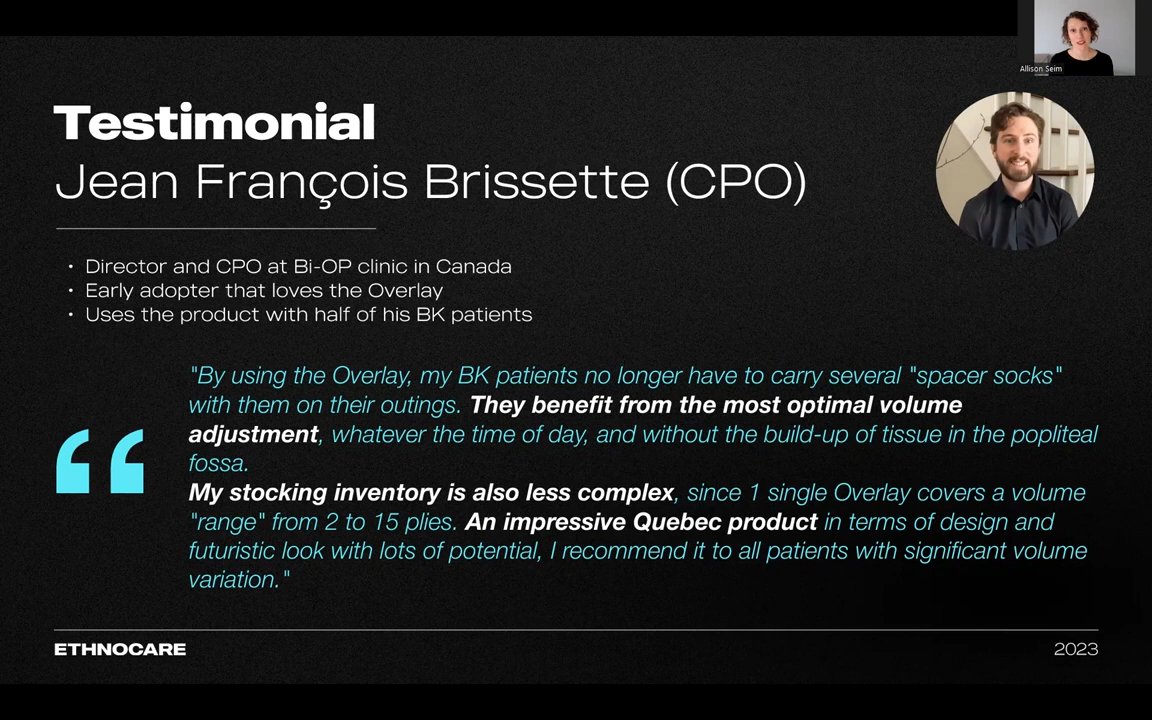 Allison Seim
Testimonial
Jean François Brissette (CPO)
• Director and CPO at Bi-OP clinic in Canada
• Early adopter that loves the Overlay
• Uses the product with half of his BK patients
"By using the Overlay, my BK patients no longer have to carry several "spacer socks"
with them on their outings. They benefit from the most optimal volume
adjustment, whatever the time of day, and without the build-up of tissue in the popliteal
fossa.
My stocking inventory is also less complex, since 1 single Overlay covers a volume
"range" from 2 to 15 plies. An impressive Quebec product in terms of design and
futuristic look with lots of potential, I recommend it to all patients with significant volume
variation."
ETHNOCARE
2023